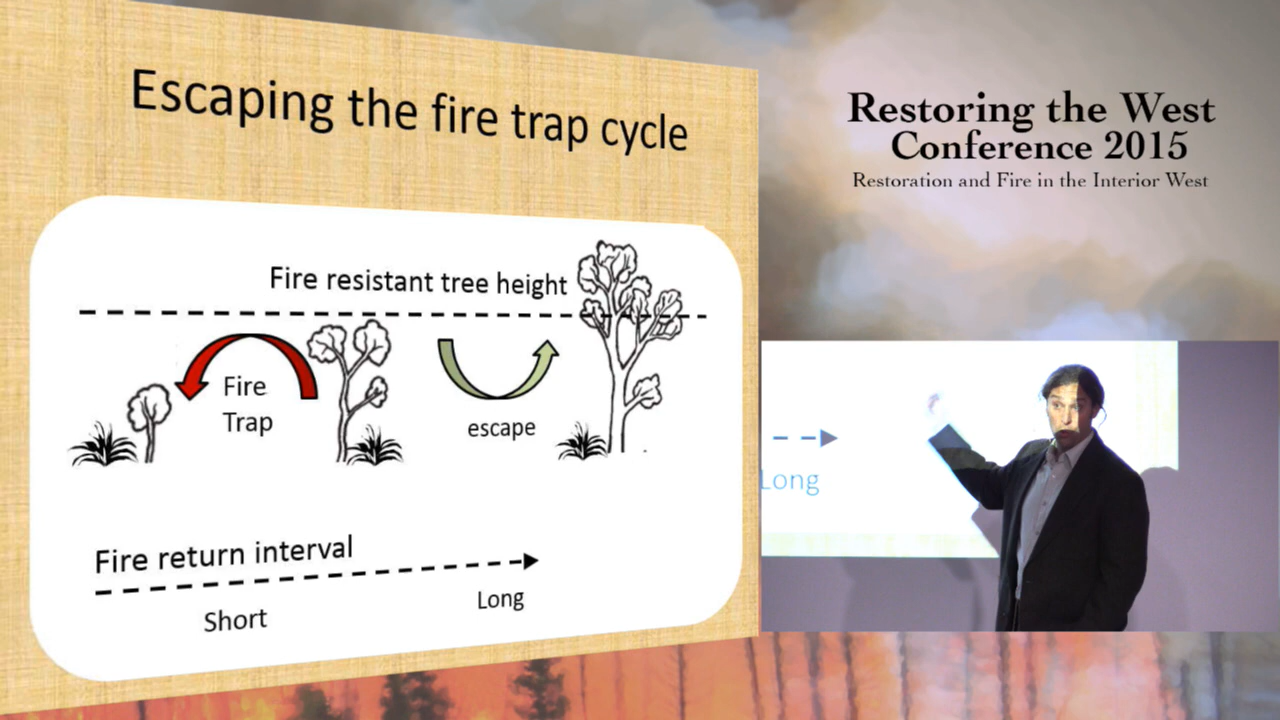 Escaping the fire trap cycle
Fire resistant tree height
Fire
Trap
escape
Fire return interval
Short
Long
Restoring the West
Conference 2015
Restoration and Fire in the Interior West
Long